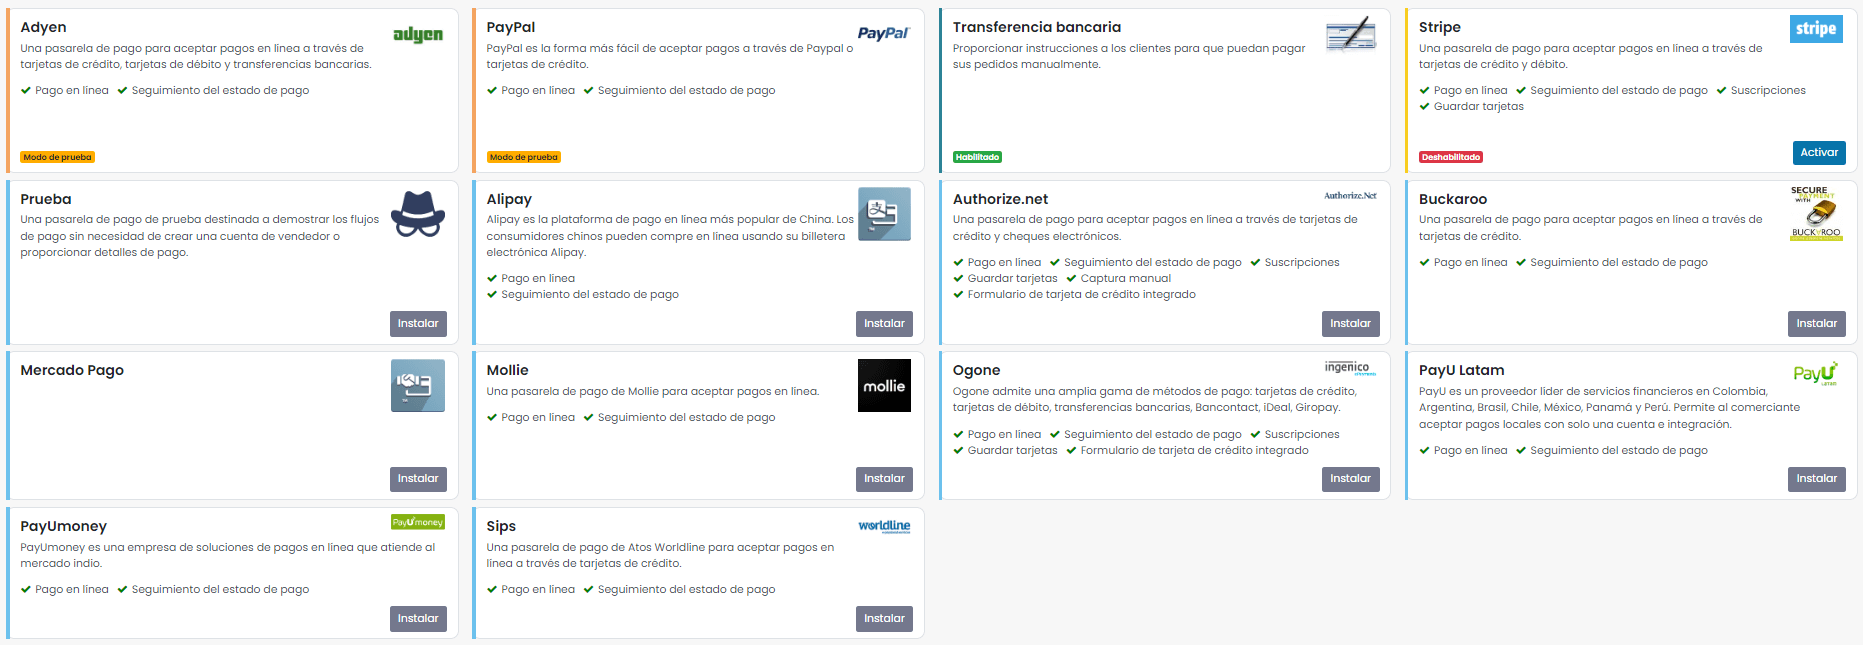 Adyen
adyen
Una pasarela de pago para aceptar pagos en línea a través de
tarjetas de crédito, tarjetas de débito y transferencias bancarias.
Pago en línea Seguimiento del estado de pago
Modo de prueba
PayPal
PayPal
PayPal es la forma más fácil de aceptar pagos a través de Paypal o
tarjetas de crédito.
Pago en línea Seguimiento del estado de pago
Modo de prueba
Transferencia bancaria
Proporcionar instrucciones a los clientes para que puedan pagar
sus pedidos manualmente.
Habilitado
Stripe
stripe
Una pasarela de pago para aceptar pagos en línea a través de
tarjetas de crédito y débito.
Pago en línea Seguimiento del estado de pago Suscripciones
Guardar tarjetas
Deshabilitado
Activar
Prueba
Una pasarela de pago de prueba destinada a demostrar los flujos
de pago sin necesidad de crear una cuenta de vendedor o
proporcionar detalles de pago.
Instalar
Alipay
支
TM
Alipay es la plataforma de pago en línea más popular de China. Los
consumidores chinos pueden compre en línea usando su billetera
electrónica Alipay.
Pago en línea
Seguimiento del estado de pago
Instalar
Authorize.net
Authorize.Net
Una pasarela de pago para aceptar pagos en línea a través de tarjetas de
crédito y cheques electrónicos.
Pago en línea Seguimiento del estado de pago Suscripciones
Guardar tarjetas Captura manual
Formulario de tarjeta de crédito integrado
Instalar
Buckaroo
SECURE
PAYMENT
WITH
BUCKAROO
Una pasarela de pago para aceptar pagos en línea a través de
tarjetas de crédito.
Pago en línea Seguimiento del estado de pago
Instalar
Mercado Pago
TM
Instalar
Mollie
mollie
Una pasarela de pago de Mollie para aceptar pagos en línea.
Pago en línea Seguimiento del estado de pago
Instalar
Ogone
ingenico
Ogone admite una amplia gama de métodos de pago: tarjetas de crédito,
tarjetas de débito, transferencias bancarias, Bancontact, iDeal, Giropay.
Pago en línea Seguimiento del estado de pago Suscripciones
Guardar tarjetas Formulario de tarjeta de crédito integrado
Instalar
PayU Latam
PayU
LATAM
PayU es un proveedor líder de servicios financieros en Colombia,
Argentina, Brasil, Chile, México, Panamá y Perú. Permite al comerciante
aceptar pagos locales con solo una cuenta e integración.
Pago en línea Seguimiento del estado de pago
Instalar
PayUmoney
PayUmoney
PayUmoney es una empresa de soluciones de pagos en línea que atiende al
mercado indio.
Pago en línea Seguimiento del estado de pago
Instalar
Sips
worldline
Una pasarela de pago de Atos Worldline para aceptar pagos en
línea a través de tarjetas de crédito.
Pago en línea Seguimiento del estado de pago
Instalar